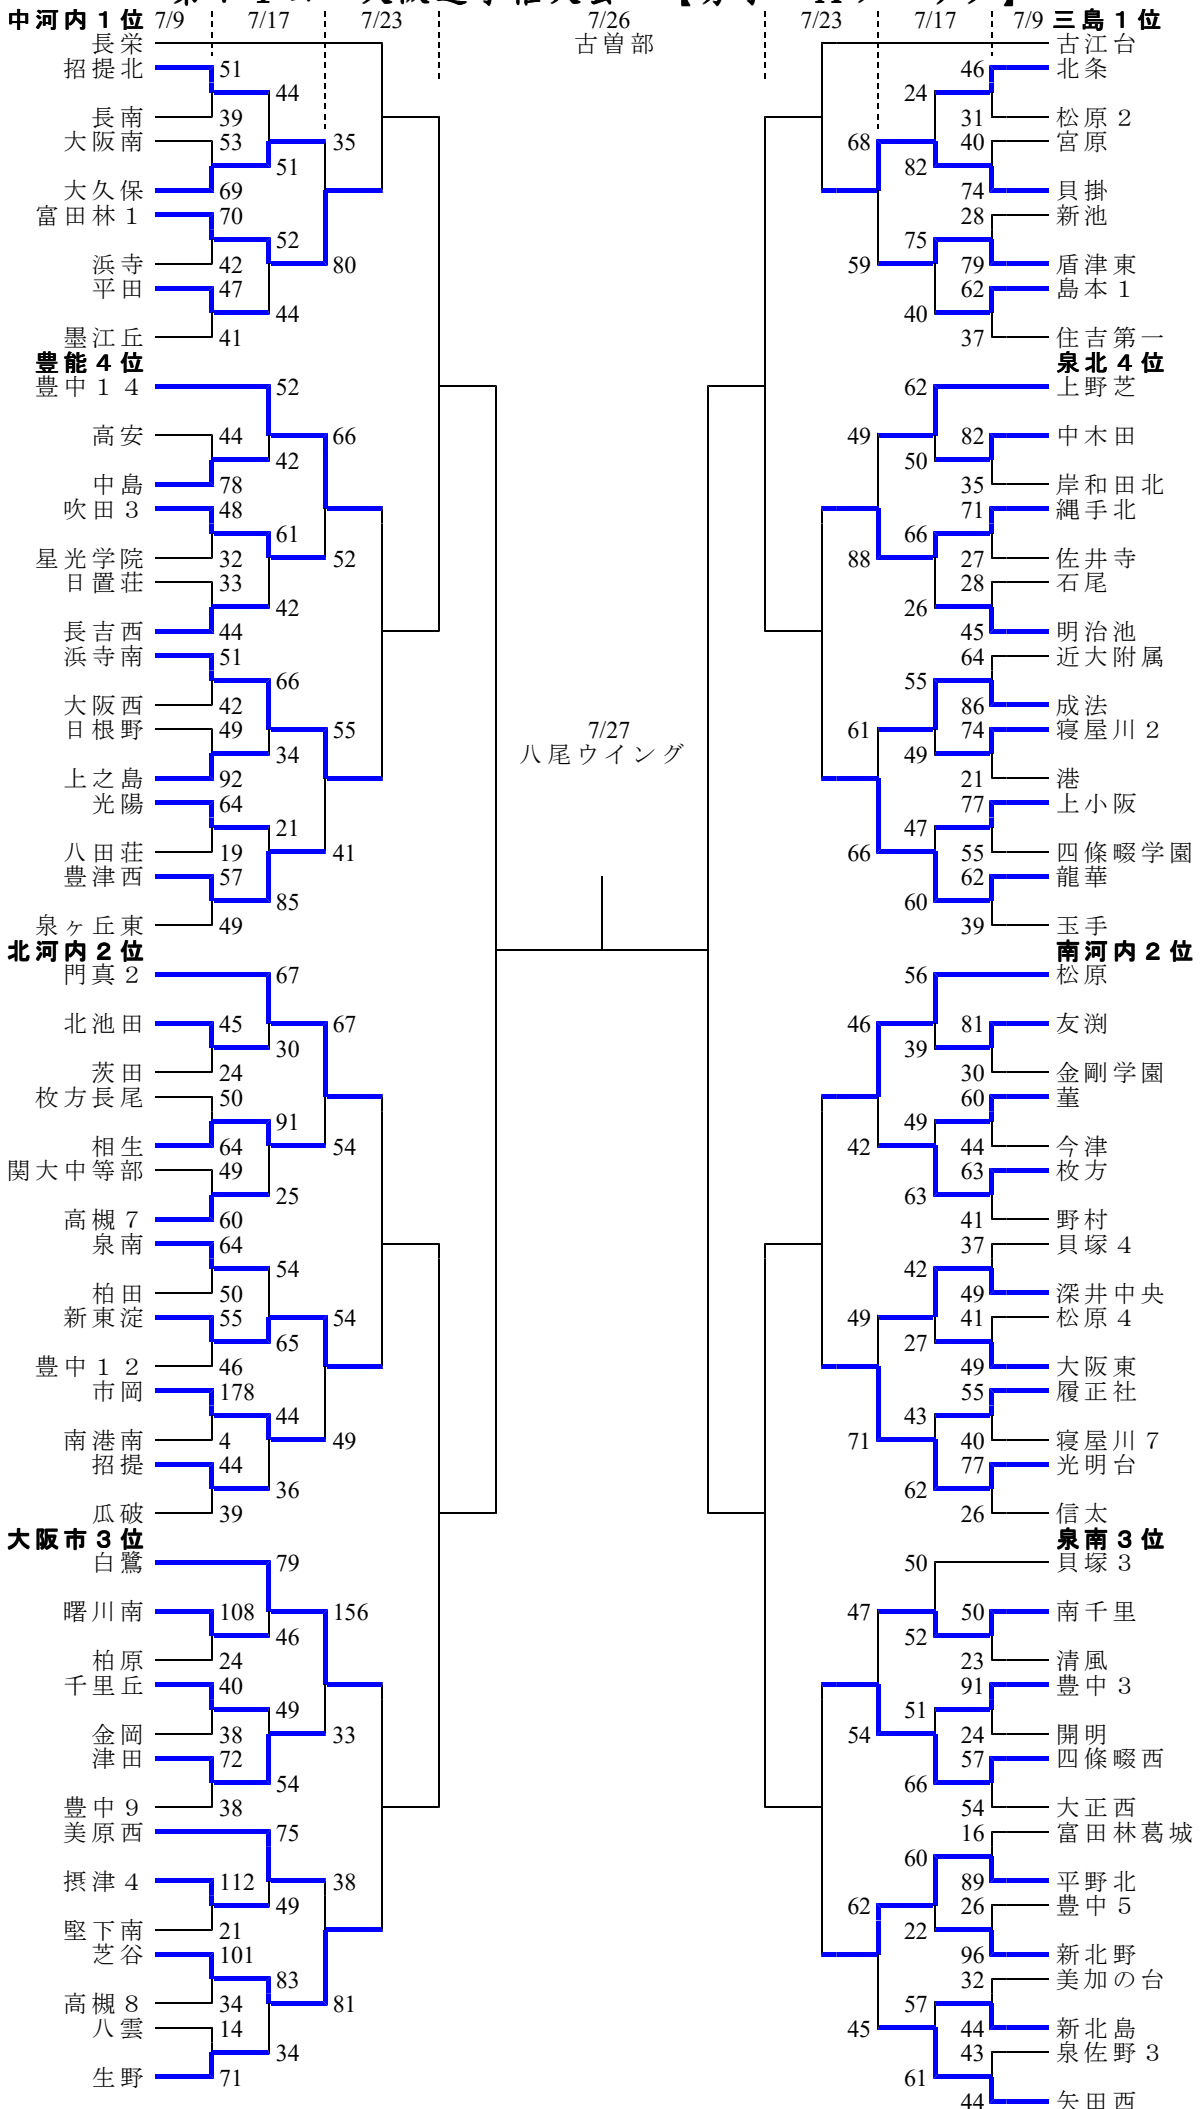 中河内１位 7/9 7/17 7/23 7/26 7/23 7/17 7/9 三島１位
長栄 古曽部 古江台
招提北 51 46 北条
44 24
長南 39 31 松原２
大阪南 53 35 68 40 宮原
51 82
大久保 69 74 貝掛
富田林１ 70 28 新池
52 75
浜寺 42 80 59 79 盾津東
平田 47 62 島本１
44 40
墨江丘 41 37 住吉第一
豊能４位 泉北４位
豊中１４ 52 62 上野芝
高安 44 66 49 82 中木田
42 50
中島 78 35 岸和田北
吹田３ 48 71 縄手北
61 66
星光学院 32 52 88 27 佐井寺
日置荘 33 28 石尾
42 26
長吉西 44 45 明治池
浜寺南 51 64 近大附属
66 55
大阪西 42 86 成法
日根野 49 55 7/27 61 74 寝屋川２
34 八尾ウイング 49
上之島 92 21 港
光陽 64 77 上小阪
21 47
八田荘 19 41 66 55 四條畷学園
豊津西 57 62 龍華
85 60
泉ヶ丘東 49 39 玉手
北河内２位 南河内２位
門真２ 67 56 松原
北池田 45 67 46 81 友渕
30 39
茨田 24 30 金剛学園
枚方長尾 50 60 菫
91 49
相生 64 54 42 44 今津
関大中等部 49 63 枚方
25 63
高槻７ 60 41 野村
泉南 64 37 貝塚４
54 42
柏田 50 49 深井中央
新東淀 55 54 49 41 松原４
65 27
豊中１２ 46 49 大阪東
市岡 178 55 履正社
44 43
南港南 4 49 71 40 寝屋川７
招提 44 77 光明台
36 62
瓜破 39 26 信太
大阪市３位 泉南３位
白鷺 79 50 貝塚３
曙川南 108 156 47 50 南千里
46 52
柏原 24 23 清風
千里丘 40 91 豊中３
49 51
金岡 38 33 54 24 開明
津田 72 57 四條畷西
54 66
豊中９ 38 54 大正西
美原西 75 16 富田林葛城
60
摂津４ 112 38 89 平野北
49 62 26 豊中５
堅下南 21 22
芝谷 101 96 新北野
83 32 美加の台
高槻８ 34 81 57
八雲 14 45 44 新北島
34 43 泉佐野３
生野 71 61
44 矢田西